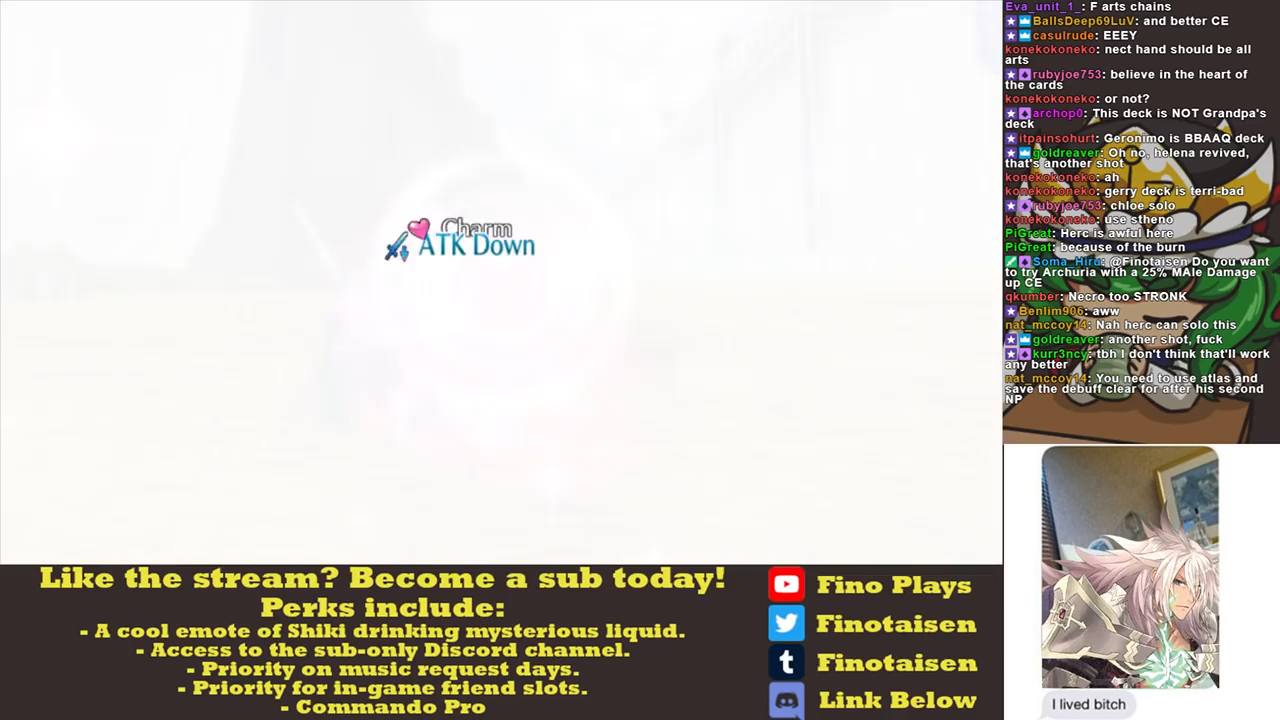 Charm
ATK Down
Eva_unit_1_: F arts chains
BallsDeep69LuV: and better CE
casulrude: EEEY
konekokoneko: nect hand should be all
arts
rubyjoe753: believe in the heart of
the cards
konekokoneko: or not?
archop0: This deck is NOT Grandpa's
deck
itpainsohurt: Geronimo is BBAAQ deck
goldreaver: Oh no, helena revived,
that's another shot
konekokoneko: ah
konekokoneko: gerry deck is terri-bad
rubyjoe753: chloe solo
konekokoneko: use stheno
PiGreat: Herc is awful here
PiGreat: because of the burn
Soma_Hiru: @Finotaisen Do you want
to try Archuria with a 25% MAle Damage
up CE
qkumber: Necro too STRONK
Benlim906: aww
nat_mccoy14: Nah herc can solo this
goldreaver: another shot, fuck
kurr3ncy: tbh I don't think that'll work
any better
nat_mccoy14: You need to use atlas and
save the debuff clear for after his second
NP
I lived bitch
Like the stream? Become a sub today!
Perks include:
- A cool emote of Shiki drinking mysterious liquid.
- Access to the sub-only Discord channel.
- Priority on music request days.
- Priority for in-game friend slots.
- Commando Pro
Fino Plays
Finotaisen
Finotaisen
Link Below